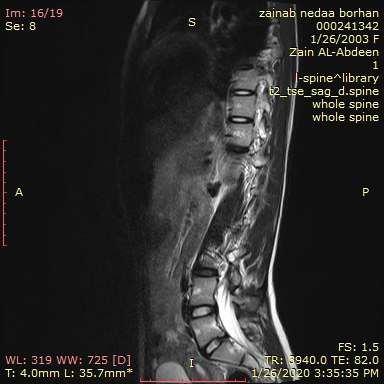 Im: 16/19
Se: 8
S
zainab nedaa borhan
000241342
1/26/2003 F
Zain AL-Abdeen
1
l-spine^library
t2_tse_sag_d.spine
whole spine
whole spine
A
P
WL: 319 WW: 725 [D]
T: 4.0mm L: 35.7mm*
I
FS: 1.5
TR: 3940.0 TE: 82.0
1/26/2020 3:35:35 PM